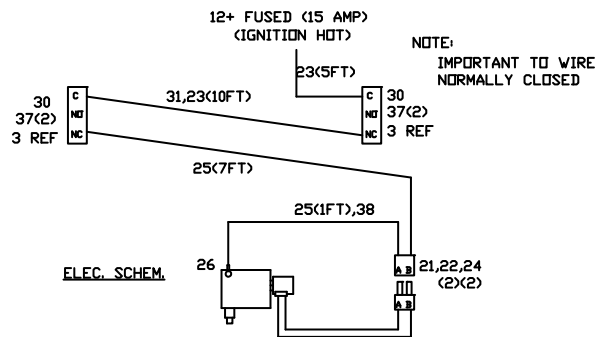 12+ FUSED (15 AMP)
(IGNITION HOT)
NOTE:
IMPORTANT TO WIRE
NORMALLY CLOSED
23(5FT)
31,23(10FT)
30
37(2)
3 REF
C
NO
NC
C
NO
NC
30
37(2)
3 REF
25(7FT)
25(1FT),38
ELEC. SCHEM.
26
A B
21,22,24
(2)(2)
A B